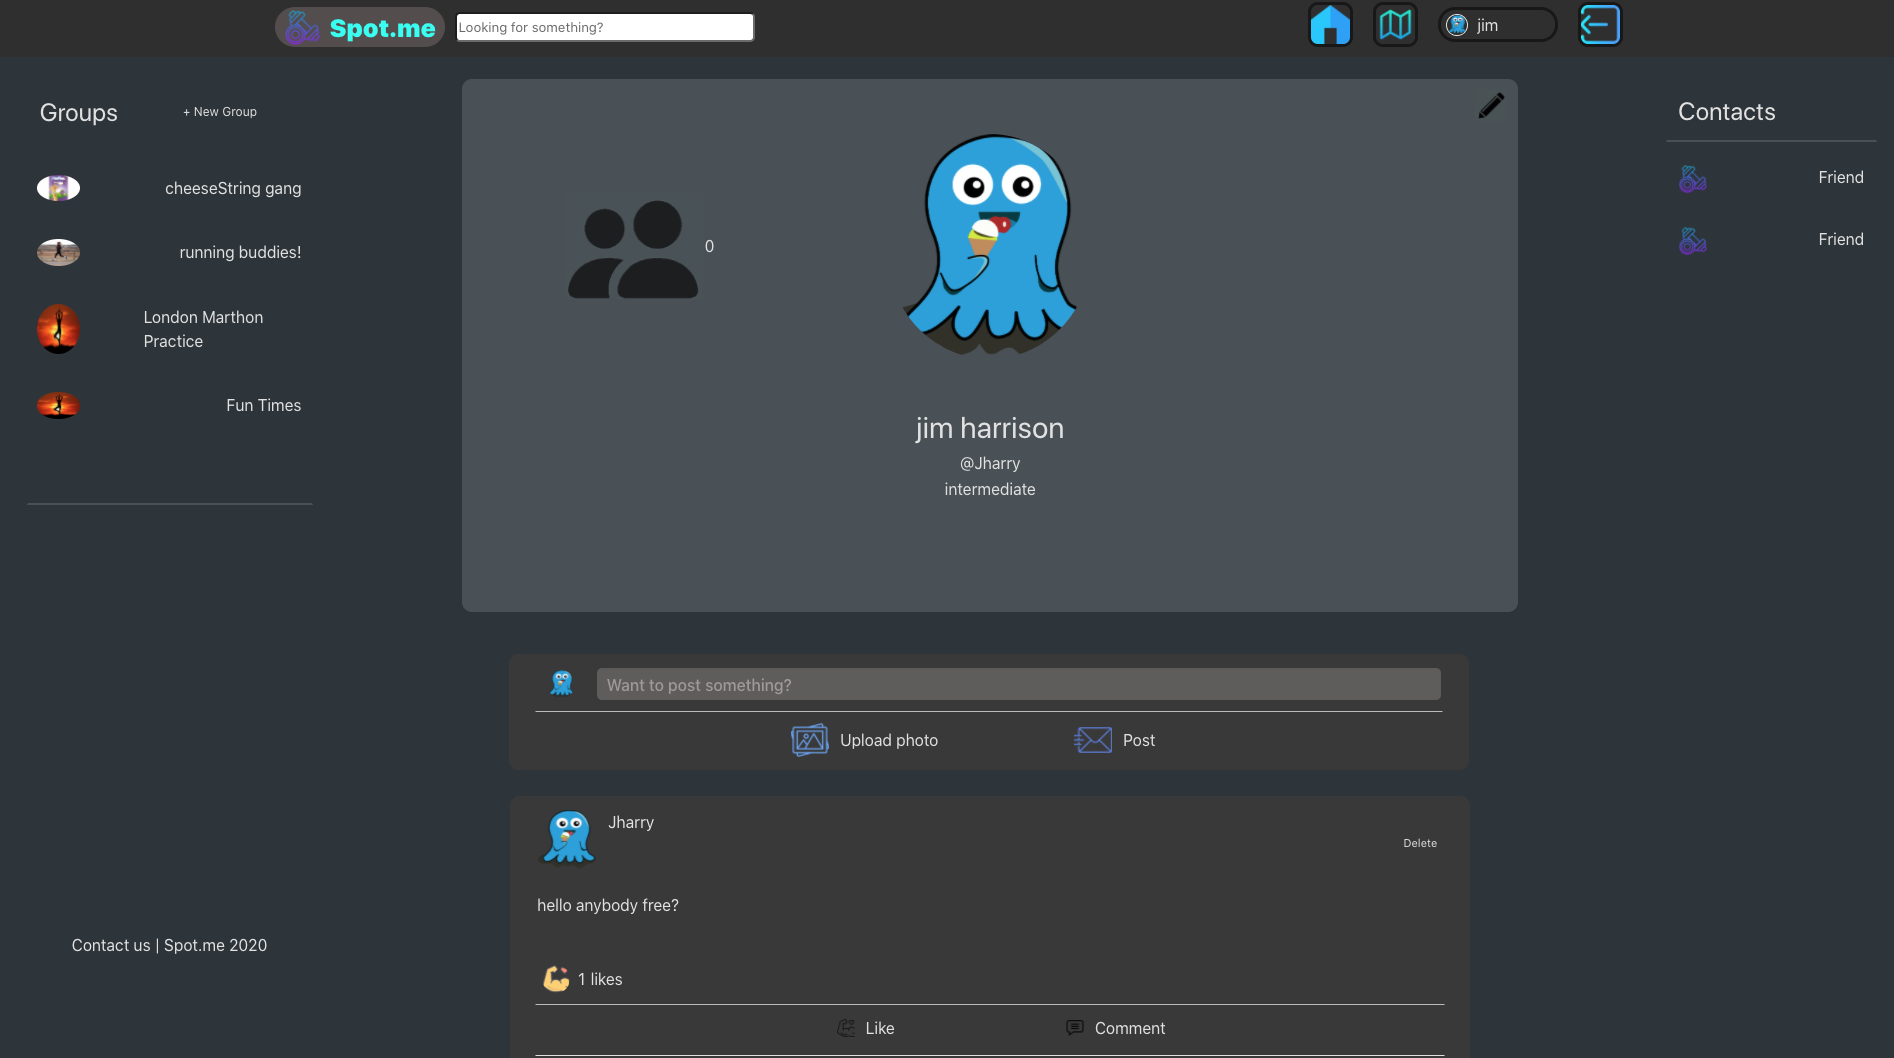 Spot.me
Looking for something?
jim
Groups
+ New Group
cheeseString gang
running buddies!
London Marthon
Practice
Fun Times
Contact us | Spot.me 2020
0
jim harrison
@Jharry
intermediate
Want to post something?
Upload photo
Post
Jharry
Delete
hello anybody free?
1 likes
Like
Comment
Contacts
Friend
Friend